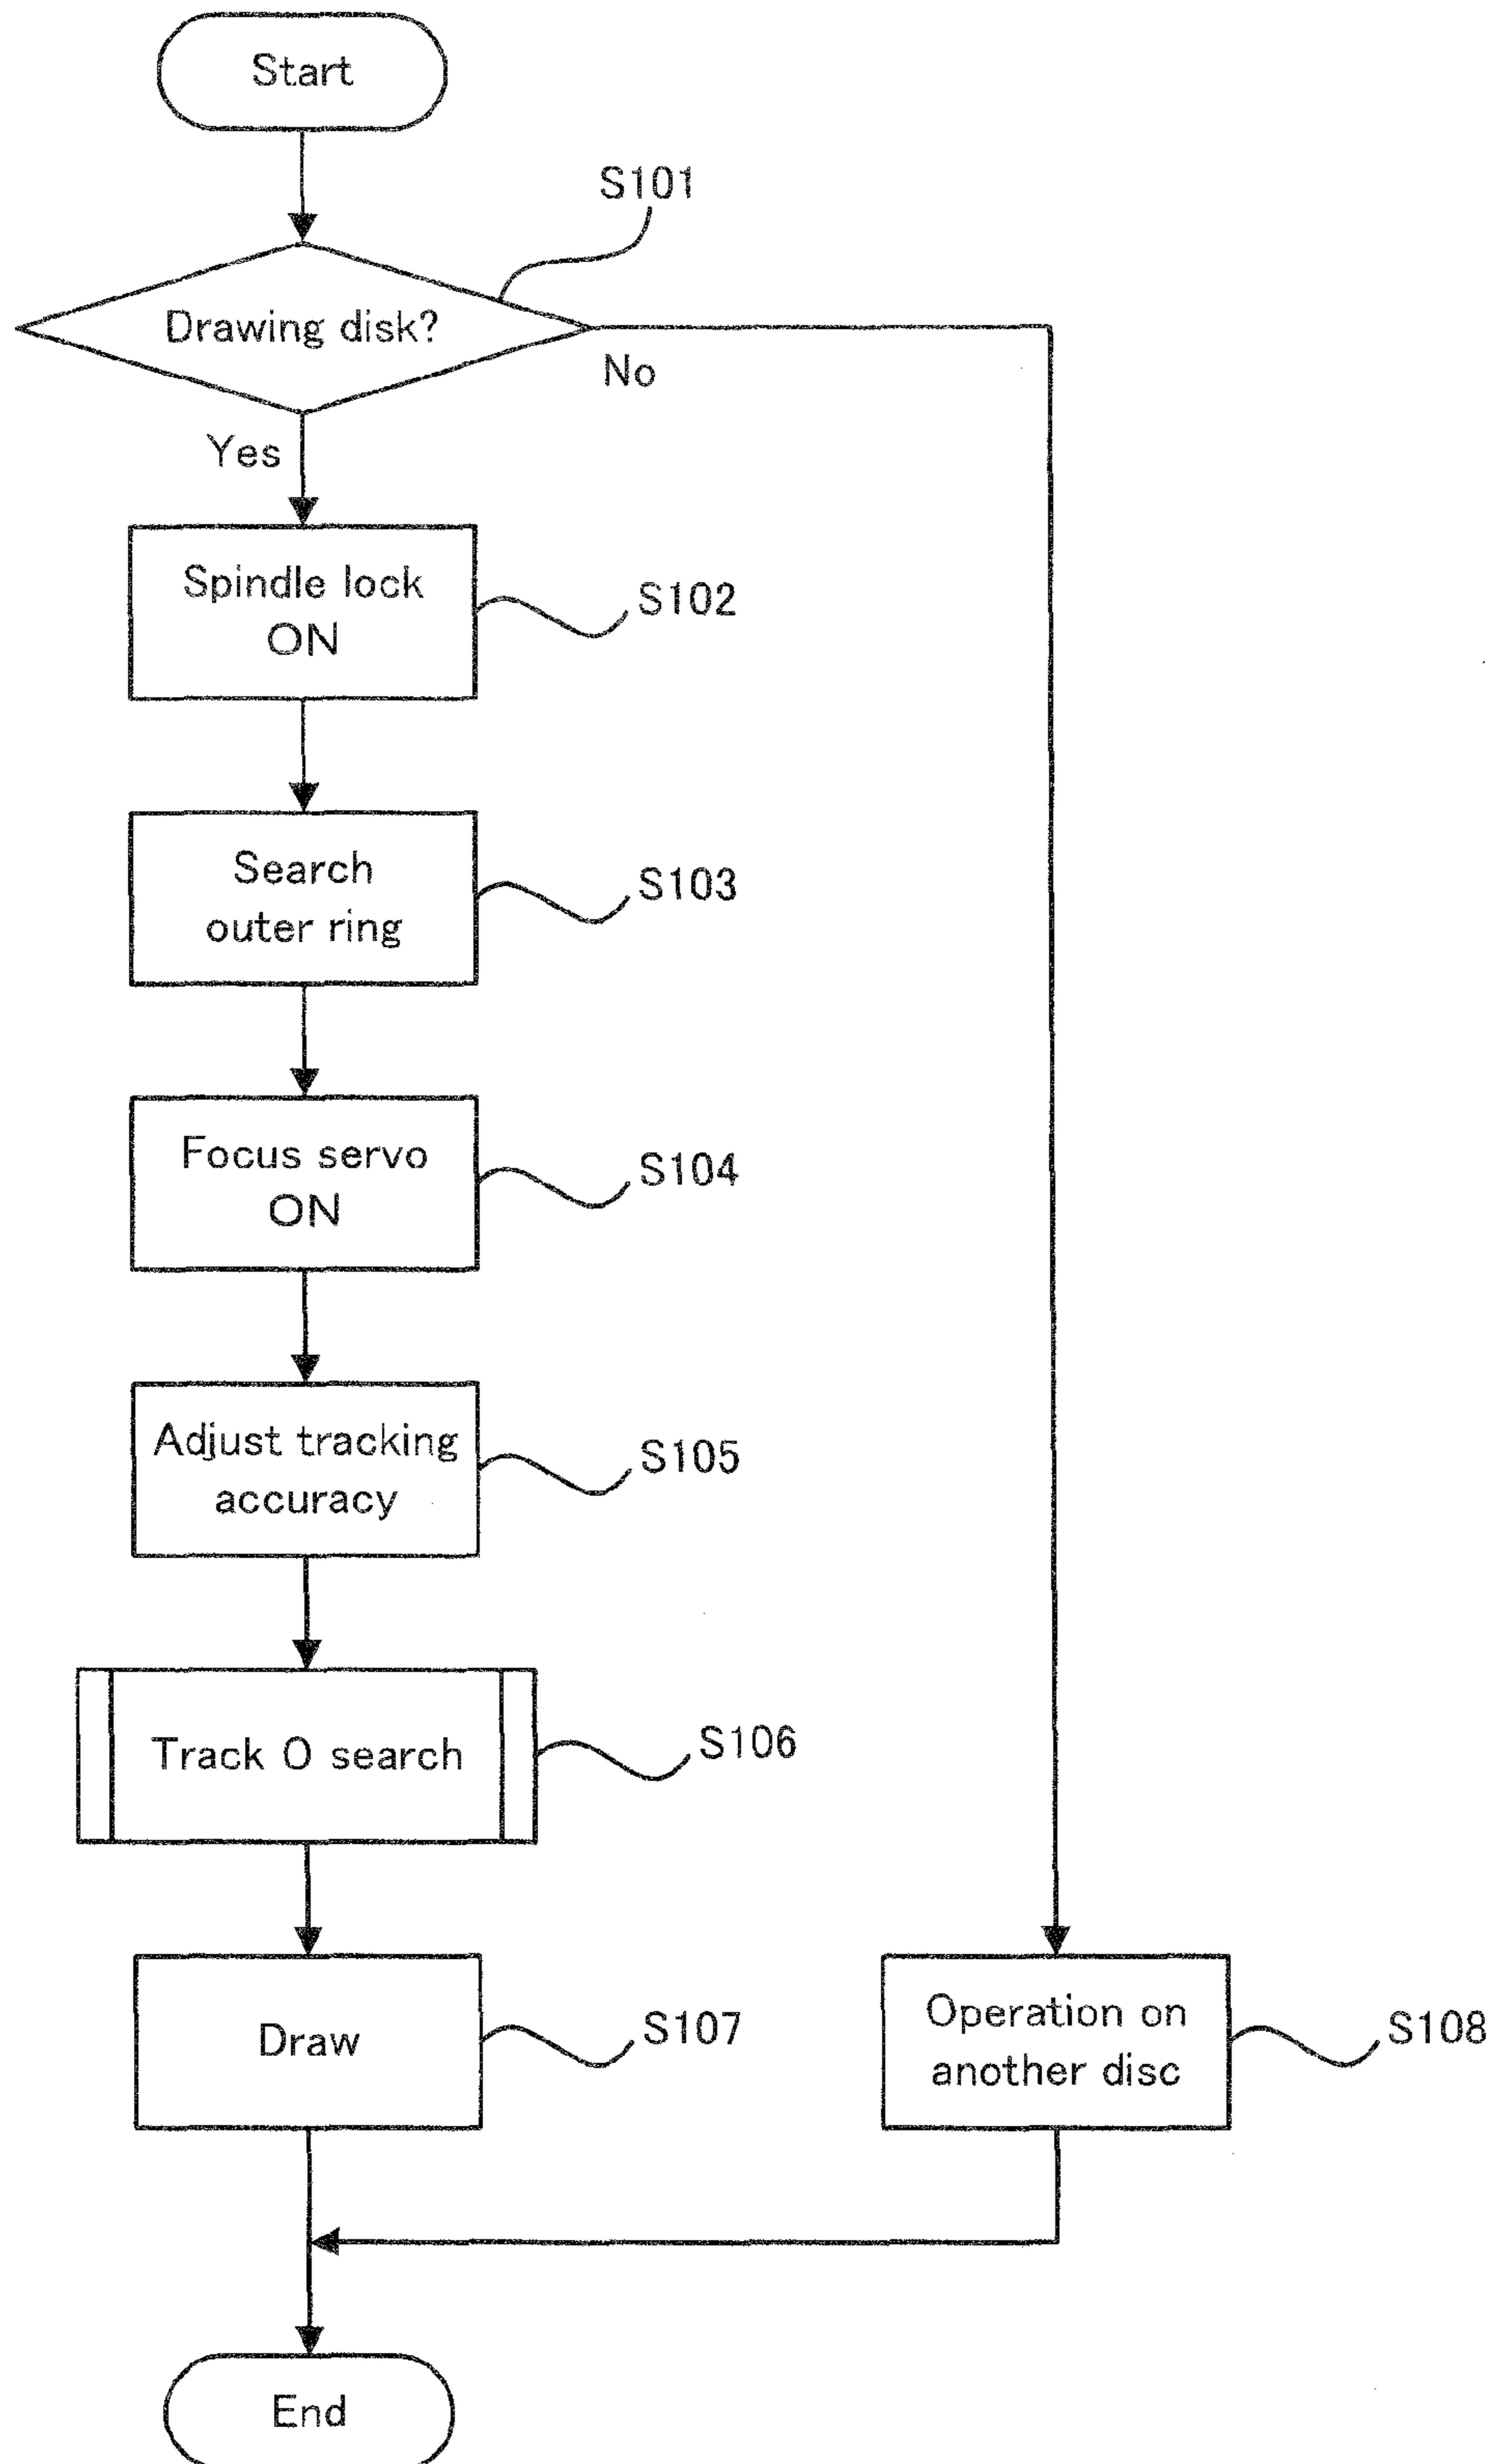 Start
S101
Drawing disk?
No
Yes
Spindle lock
ON
S102
Search
outer ring
S103
Focus servo
ON
S104
Adjust tracking
accuracy
S105
Track 0 search
S106
Draw
S107
Operation on
another disc
S108
End